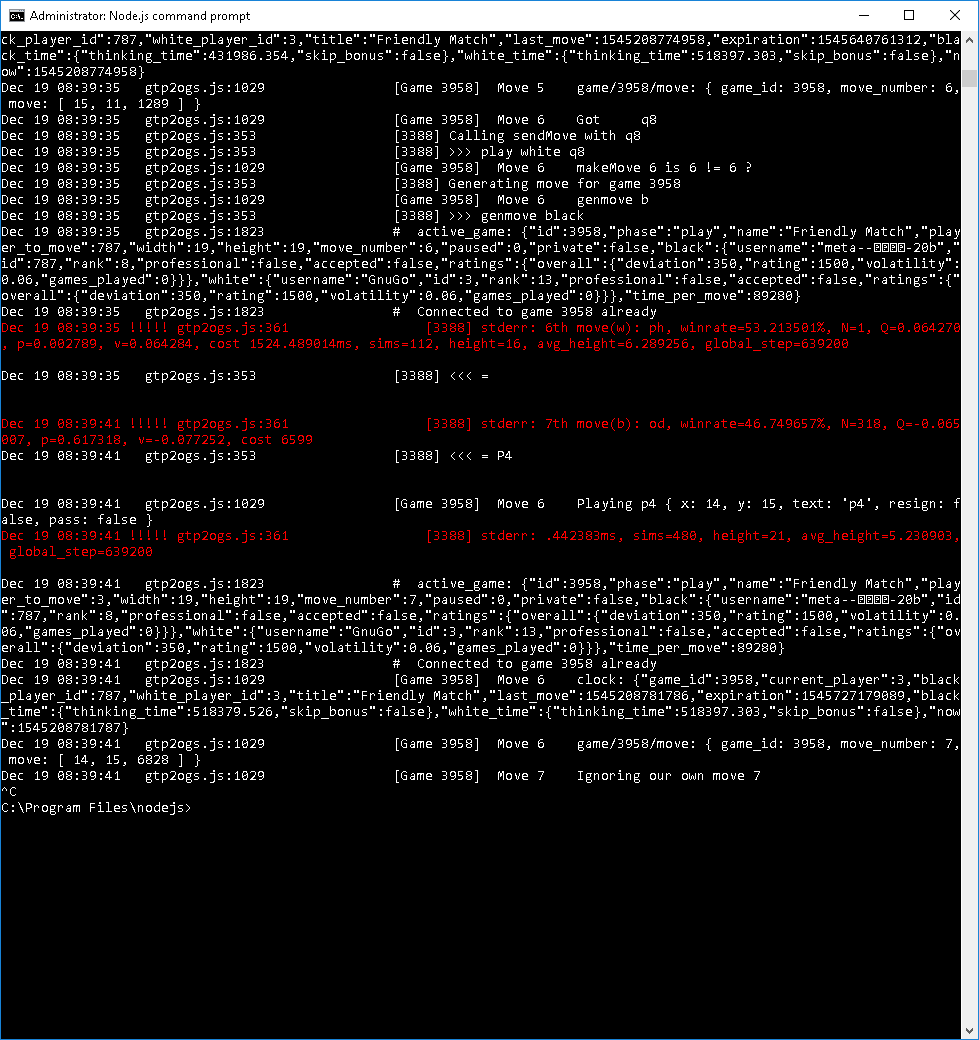 Administrator: Node.js command prompt
ck_player_id":787,"white_player_id":3,"title":"Friendly Match","last_move":1545208774958,"expiration":1545640761312,"bla
ck_time":{"thinking_time":431986.354,"skip_bonus":false},"white_time":{"thinking_time":518397.303,"skip_bonus":false},"n
ow":1545208774958}
Dec 19 08:39:35   gtp2ogs.js:1029                [Game 3958]  Move 5    game/3958/move: { game_id: 3958, move_number: 6,
 move: [ 15, 11, 1289 ] }
Dec 19 08:39:35   gtp2ogs.js:1029                [Game 3958]  Move 6    Got     q8
Dec 19 08:39:35   gtp2ogs.js:353                 [3388] Calling sendMove with q8
Dec 19 08:39:35   gtp2ogs.js:353                 [3388] >>> play white q8
Dec 19 08:39:35   gtp2ogs.js:1029                [Game 3958]  Move 6    makeMove 6 is 6 != 6 ?
Dec 19 08:39:35   gtp2ogs.js:353                 [3388] Generating move for game 3958
Dec 19 08:39:35   gtp2ogs.js:1029                [Game 3958]  Move 6    genmove b
Dec 19 08:39:35   gtp2ogs.js:353                 [3388] >>> genmove black
Dec 19 08:39:35   gtp2ogs.js:1823                #  active_game: {"id":3958,"phase":"play","name":"Friendly Match","play
er_to_move":787,"width":19,"height":19,"move_number":6,"paused":0,"private":false,"black":{"username":"meta---20b","
id":787,"rank":8,"professional":false,"accepted":false,"ratings":{"overall":{"deviation":350,"rating":1500,"volatility":
0.06,"games_played":0}}},"white":{"username":"GnuGo","id":3,"rank":13,"professional":false,"accepted":false,"ratings":{"
overall":{"deviation":350,"rating":1500,"volatility":0.06,"games_played":0}}},"time_per_move":89280}
Dec 19 08:39:35   gtp2ogs.js:1823                #  Connected to game 3958 already
Dec 19 08:39:35 !!!!! gtp2ogs.js:361                 [3388] stderr: 6th move(w): ph, winrate=53.213501%, N=1, Q=0.064270
, p=0.002789, v=0.064284, cost 1524.489014ms, sims=112, height=16, avg_height=6.289256, global_step=639200
Dec 19 08:39:35   gtp2ogs.js:353                 [3388] <<< =
Dec 19 08:39:41 !!!!! gtp2ogs.js:361                 [3388] stderr: 7th move(b): od, winrate=46.749657%, N=318, Q=-0.065
007, p=0.617318, v=-0.077252, cost 6599
Dec 19 08:39:41   gtp2ogs.js:353                 [3388] <<< = P4
Dec 19 08:39:41   gtp2ogs.js:1029                [Game 3958]  Move 6    Playing p4 { x: 14, y: 15, text: 'p4', resign: f
alse, pass: false }
Dec 19 08:39:41 !!!!! gtp2ogs.js:361                 [3388] stderr: .442383ms, sims=480, height=21, avg_height=5.230903,
 global_step=639200
Dec 19 08:39:41   gtp2ogs.js:1823                #  active_game: {"id":3958,"phase":"play","name":"Friendly Match","play
er_to_move":3,"width":19,"height":19,"move_number":7,"paused":0,"private":false,"black":{"username":"meta---20b","id
":787,"rank":8,"professional":false,"accepted":false,"ratings":{"overall":{"deviation":350,"rating":1500,"volatility":0.
06,"games_played":0}}},"white":{"username":"GnuGo","id":3,"rank":13,"professional":false,"accepted":false,"ratings":{"ov
erall":{"deviation":350,"rating":1500,"volatility":0.06,"games_played":0}}},"time_per_move":89280}
Dec 19 08:39:41   gtp2ogs.js:1823                #  Connected to game 3958 already
Dec 19 08:39:41   gtp2ogs.js:1029                [Game 3958]  Move 6    clock: {"game_id":3958,"current_player":3,"black
_player_id":787,"white_player_id":3,"title":"Friendly Match","last_move":1545208781786,"expiration":1545727179089,"black
_time":{"thinking_time":518379.526,"skip_bonus":false},"white_time":{"thinking_time":518397.303,"skip_bonus":false},"now
":1545208781787}
Dec 19 08:39:41   gtp2ogs.js:1029                [Game 3958]  Move 6    game/3958/move: { game_id: 3958, move_number: 7,
 move: [ 14, 15, 6828 ] }
Dec 19 08:39:41   gtp2ogs.js:1029                [Game 3958]  Move 7    Ignoring our own move 7
^C
C:\Program Files\nodejs>